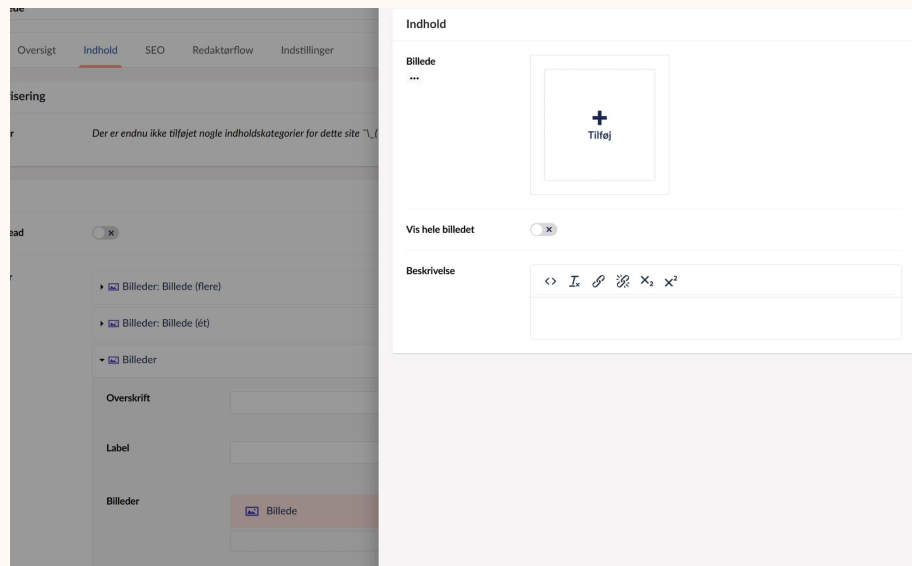 Oversigt Indhold SEO Redaktørflow Indstillinger
Der er endnu ikke tilføjet nogle indholdskategorier for dette site ¯\_(
Billeder: Billede (flere)
Billeder: Billede (ét)
Billeder
Overskrift
Label
Billeder
Billede
Indhold
Billede
...
Tilføj
Vis hele billedet
Beskrivelse